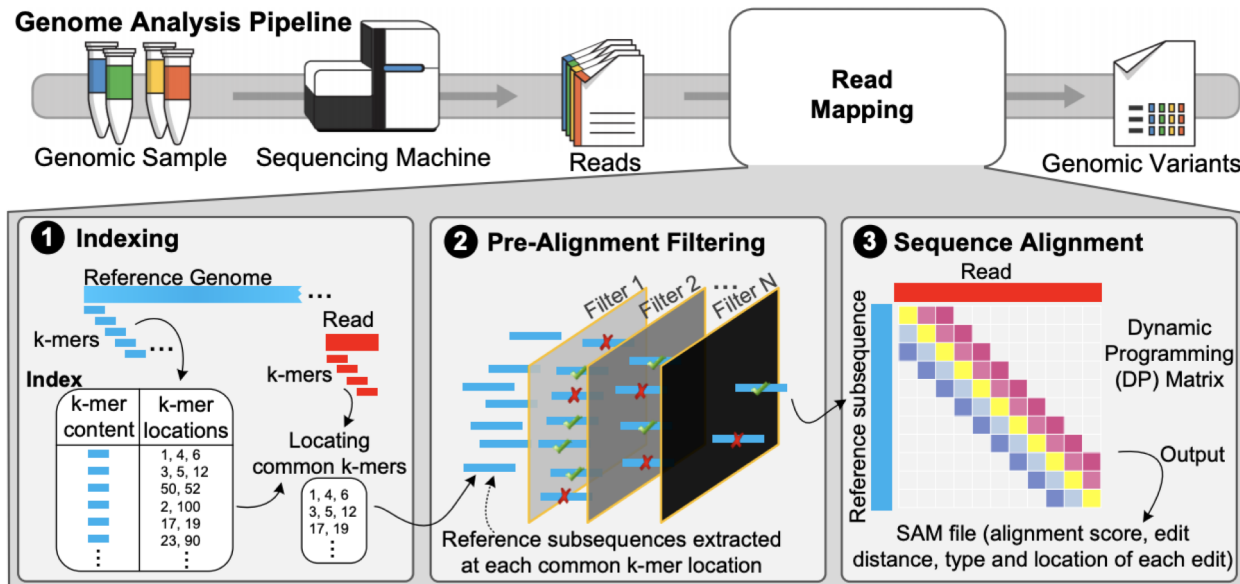 Genome Analysis Pipeline
Genomic Sample
Sequencing Machine
Reads
Read
Mapping
Genomic Variants
1 Indexing
Reference Genome
...
k-mers
...
Read
k-mers
Index
k-mer
content
k-mer
locations
1, 4, 6
3, 5, 12
50, 52
2, 100
17, 19
23, 90
⋮
⋮
Locating
common k-mers
1, 4, 6
3, 5, 12
17, 19
⋮
2 Pre-Alignment Filtering
Filter 1
Filter 2
...
Filter N
Reference subsequences extracted
at each common k-mer location
3 Sequence Alignment
Read
Reference subsequence
Dynamic
Programming
(DP) Matrix
Output
SAM file (alignment score, edit
distance, type and location of each edit)